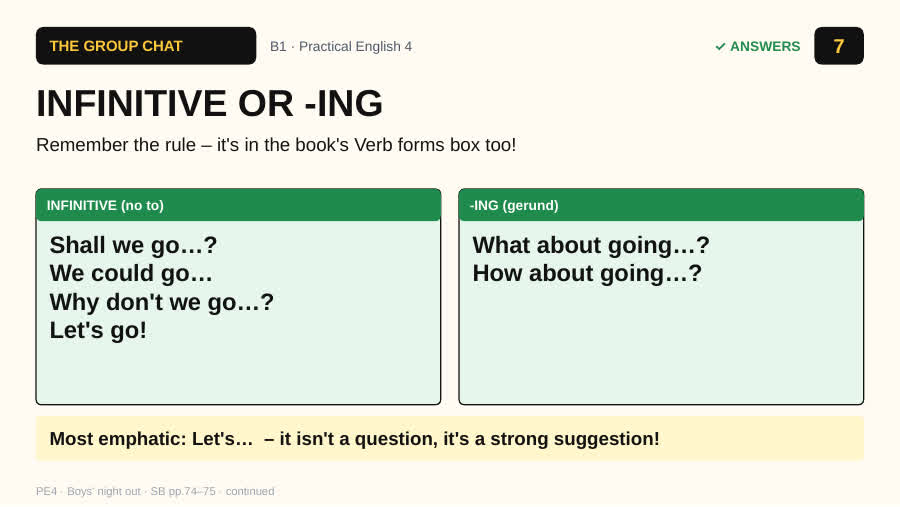 THE GROUP CHAT
B1 · Practical English 4
✓ ANSWERS
7
INFINITIVE OR -ING
Remember the rule – it's in the book's Verb forms box too!
INFINITIVE (no to)
Shall we go…?
We could go…
Why don't we go…?
Let's go!
-ING (gerund)
What about going…?
How about going…?
Most emphatic: Let's…  – it isn't a question, it's a strong suggestion!
PE4 · Boys' night out · SB pp.74–75 · continued